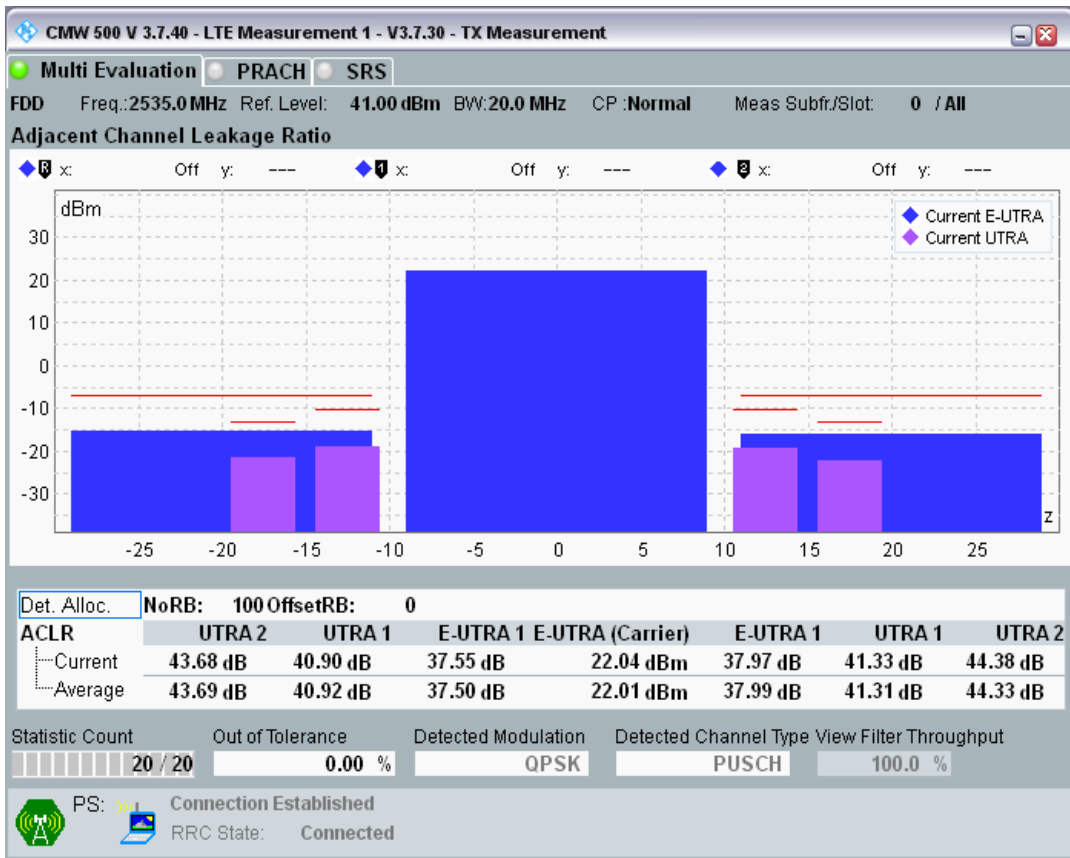 CMW 500 V 3.7.40 - LTE Measurement 1 - V3.7.30 - TX Measurement
Multi Evaluation PRACH SRS
FDD Freq.:2535.0 MHz Ref. Level: 41.00 dBm BW:20.0 MHz CP :Normal Meas Subfr./Slot: 0 / All
Adjacent Channel Leakage Ratio
R x: Off y: --- 1 x: Off y: --- 2 x: Off y: ---
dBm
Current E-UTRA
Current UTRA
30
20
10
0
-10
-20
-30
z
-25 -20 -15 -10 -5 0 5 10 15 20 25
Det. Alloc. NoRB: 100 OffsetRB: 0
ACLR UTRA 2 UTRA 1 E-UTRA 1 E-UTRA (Carrier) E-UTRA 1 UTRA 1 UTRA 2
Current 43.68 dB 40.90 dB 37.55 dB 22.04 dBm 37.97 dB 41.33 dB 44.38 dB
Average 43.69 dB 40.92 dB 37.50 dB 22.01 dBm 37.99 dB 41.31 dB 44.33 dB
Statistic Count Out of Tolerance Detected Modulation Detected Channel Type View Filter Throughput
20 / 20 0.00 % QPSK PUSCH 100.0 %
PS: Connection Established
RRC State: Connected